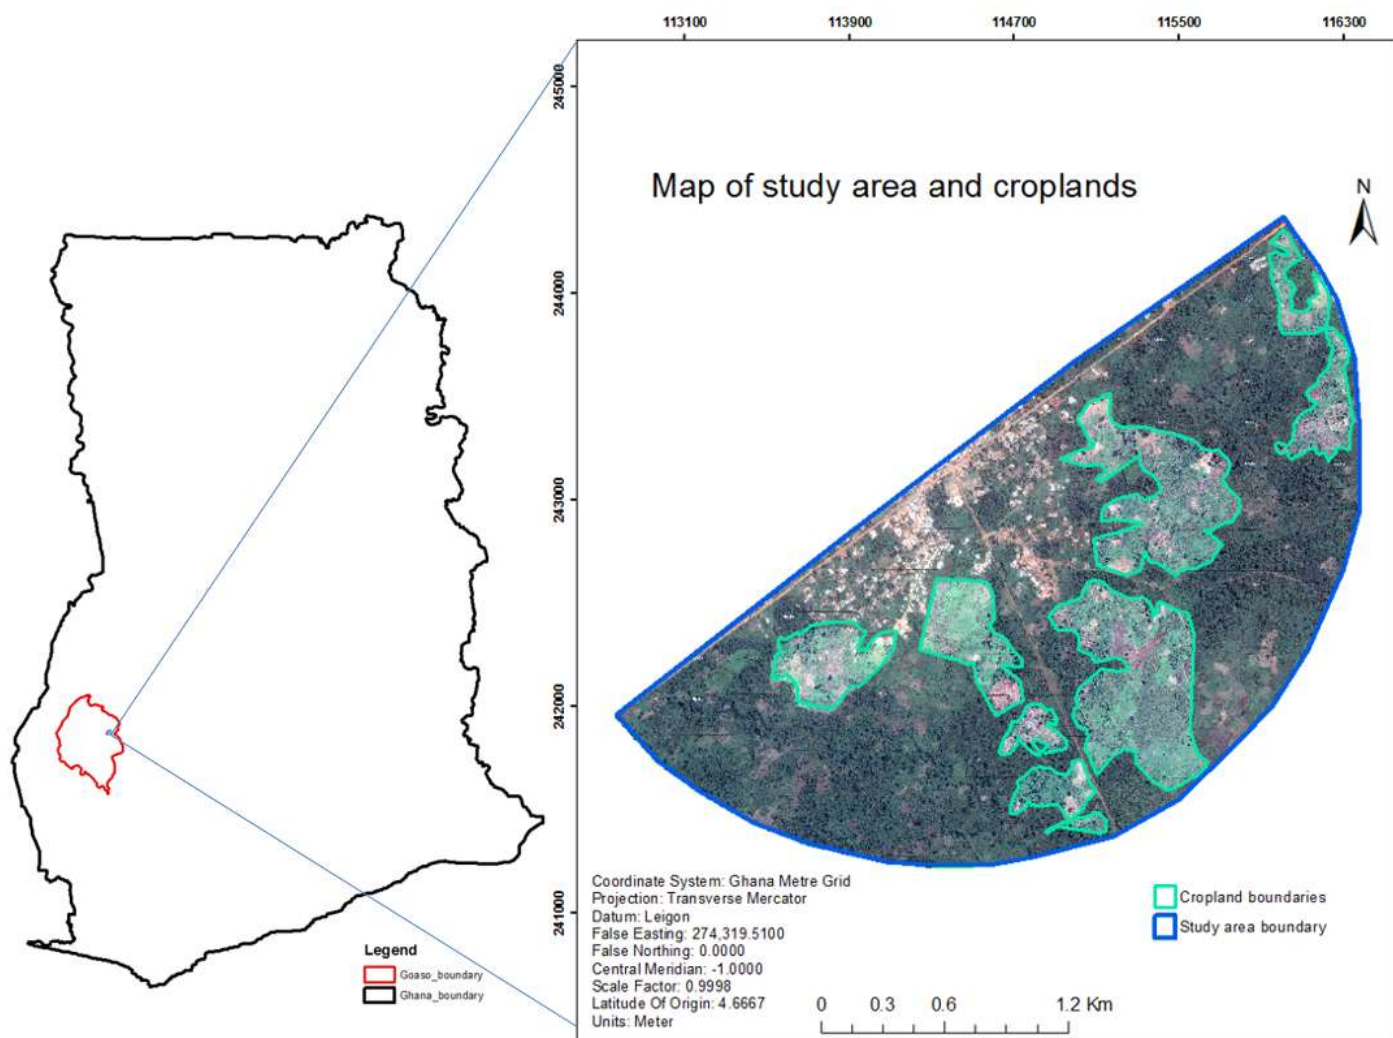 113100 113900 114700 115500 116300
245000
244000
243000
242000
241000
Map of study area and croplands
N
Legend
Goaso_boundary
Ghana_boundary
Coordinate System: Ghana Metre Grid
Projection: Transverse Mercator
Datum: Leigon
False Easting: 274,319.5100
False Northing: 0.0000
Central Meridian: -1.0000
Scale Factor: 0.9998
Latitude Of Origin: 4.6667
Units: Meter
0 0.3 0.6 1.2 Km
Cropland boundaries
Study area boundary